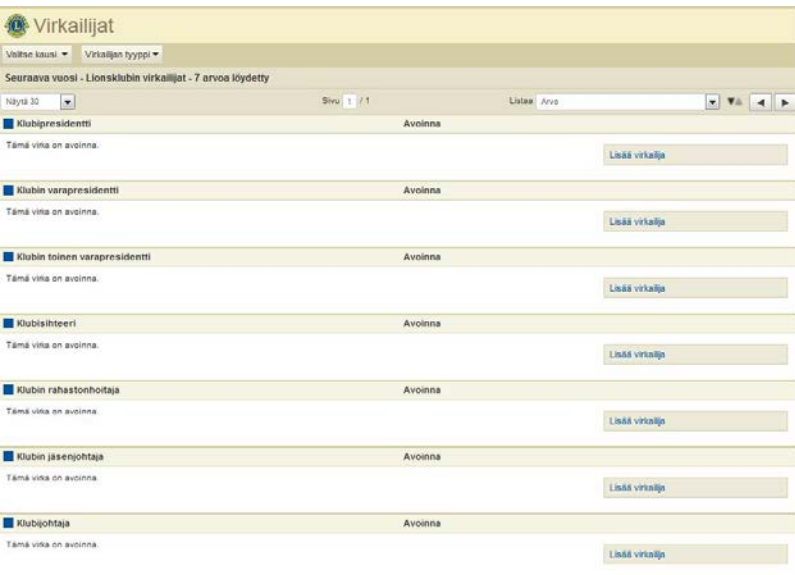 Virkailijat
Valitse kausi Virkailijan tyyppi
Seuraava vuosi - Lionsklubin virkailijat - 7 arvoa löydetty
Näytä 30 Sivu 1 / 1 Listaa Arvo
Klubipresidentti Avoinna
Tämä virka on avoinna.
Lisää virkailija
Klubin varapresidentti Avoinna
Tämä virka on avoinna.
Lisää virkailija
Klubin toinen varapresidentti Avoinna
Tämä virka on avoinna.
Lisää virkailija
Klubisihteeri Avoinna
Tämä virka on avoinna.
Lisää virkailija
Klubin rahastonhoitaja Avoinna
Tämä virka on avoinna.
Lisää virkailija
Klubin jäsenjohtaja Avoinna
Tämä virka on avoinna.
Lisää virkailija
Klubijohtaja Avoinna
Tämä virka on avoinna.
Lisää virkailija